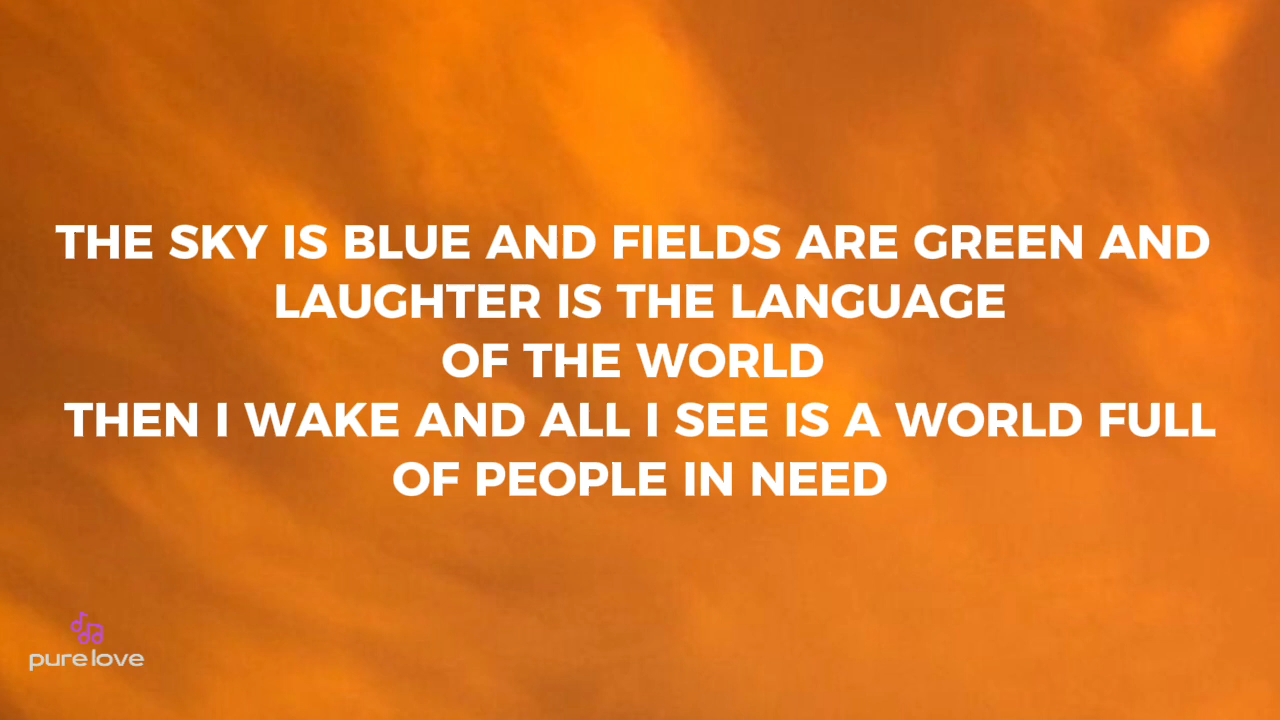 THE SKY IS BLUE AND FIELDS ARE GREEN AND
LAUGHTER IS THE LANGUAGE
OF THE WORLD
THEN I WAKE AND ALL I SEE IS A WORLD FULL
OF PEOPLE IN NEED
pure love